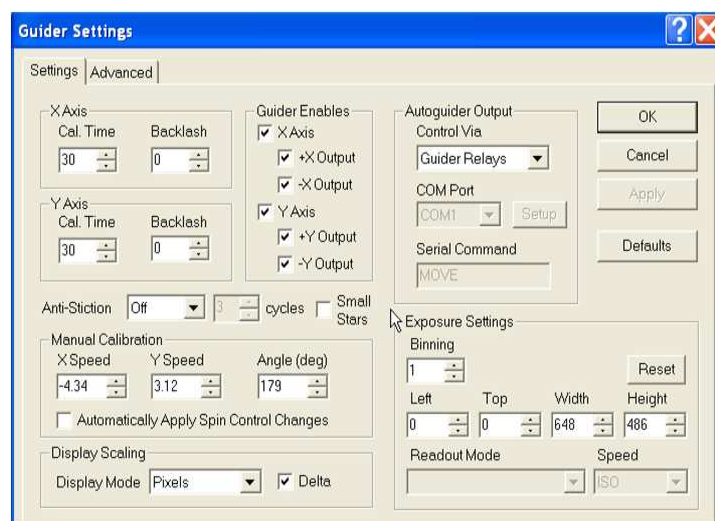 Guider Settings
Settings Advanced
X Axis
Cal. Time Backlash
30 0
Y Axis
Cal. Time Backlash
30 0
Guider Enables
X Axis
+X Output
-X Output
Y Axis
+Y Output
-Y Output
Anti-Stiction Off 3 cycles Small Stars
Manual Calibration
X Speed Y Speed Angle (deg)
-4.34 3.12 179
Automatically Apply Spin Control Changes
Display Scaling
Display Mode Pixels Delta
Autoguider Output
Control Via
Guider Relays
COM Port
COM1 Setup
Serial Command
MOVE
Exposure Settings
Binning
1 Reset
Left Top Width Height
0 0 648 486
Readout Mode Speed
ISO
OK
Cancel
Apply
Defaults